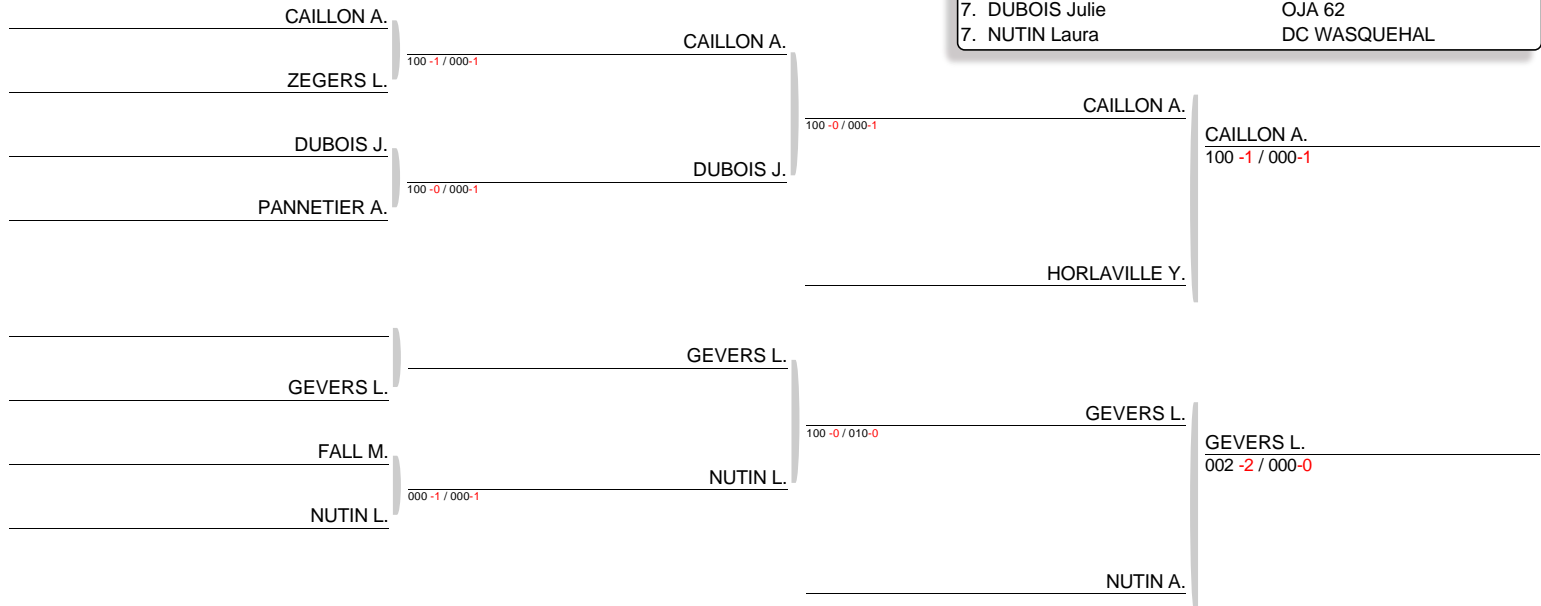 7. DUBOIS Julie OJA 62
7. NUTIN Laura DC WASQUEHAL
CAILLON A.
ZEGERS L.
DUBOIS J.
PANNETIER A.
GEVERS L.
FALL M.
NUTIN L.
CAILLON A.
100 -1 / 000-1
DUBOIS J.
100 -0 / 000-1
GEVERS L.
NUTIN L.
000 -1 / 000-1
CAILLON A.
100 -0 / 000-1
HORLAVILLE Y.
GEVERS L.
100 -0 / 010-0
NUTIN A.
CAILLON A.
100 -1 / 000-1
GEVERS L.
002 -2 / 000-0